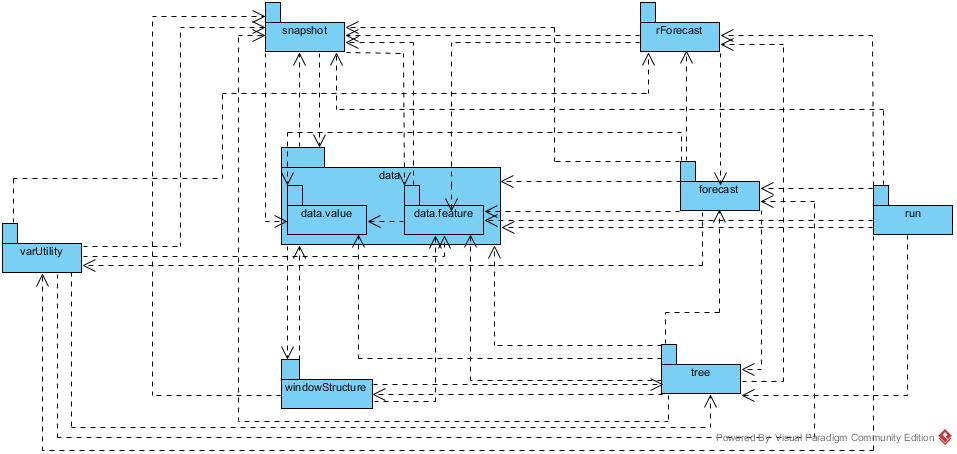 snapshot
rForecast
data
forecast
data.value
data.feature
run
varUtility
tree
windowStructure
Powered By Visual Paradigm Community Edition